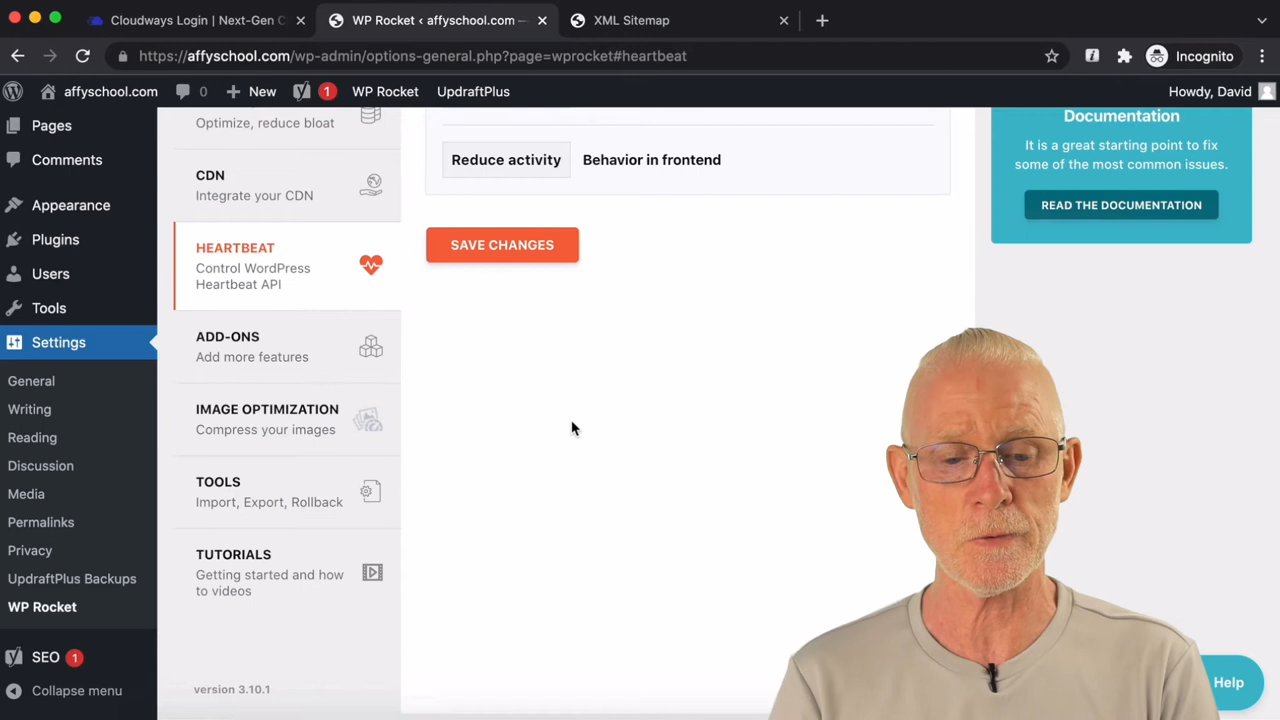 Cloudways Login | Next-Gen C
WP Rocket ‹ affyschool.com —
XML Sitemap
https://affyschool.com/wp-admin/options-general.php?page=wprocket#heartbeat
Incognito
affyschool.com
0
New
1
WP Rocket
UpdraftPlus
Howdy, David
Pages
Comments
Appearance
Plugins
Users
Tools
Settings
General
Writing
Reading
Discussion
Media
Permalinks
Privacy
UpdraftPlus Backups
WP Rocket
SEO 1
Collapse menu
Optimize, reduce bloat
CDN
Integrate your CDN
HEARTBEAT
Control WordPress
Heartbeat API
ADD-ONS
Add more features
IMAGE OPTIMIZATION
Compress your images
TOOLS
Import, Export, Rollback
TUTORIALS
Getting started and how
to videos
version 3.10.1
Reduce activity
Behavior in frontend
SAVE CHANGES
Documentation
It is a great starting point to fix
some of the most common issues.
READ THE DOCUMENTATION
Help